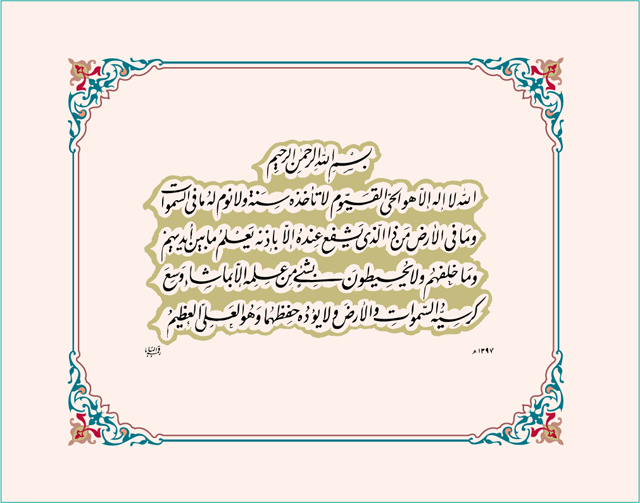 بسم الله الرحمن الرحيم
الله لا إله إلا هو الحي القيوم لا تأخذه سنة ولا نوم له ما في السموات
وما في الأرض من ذا الذي يشفع عنده إلا باذنه يعلم ما بين أيديهم
وما خلفهم ولا يحيطون بشيء من علمه إلا بما شاء وسع
كرسيه السموات والأرض ولا يؤده حفظهما وهو العلي العظيم
١٣٩٧ هـ